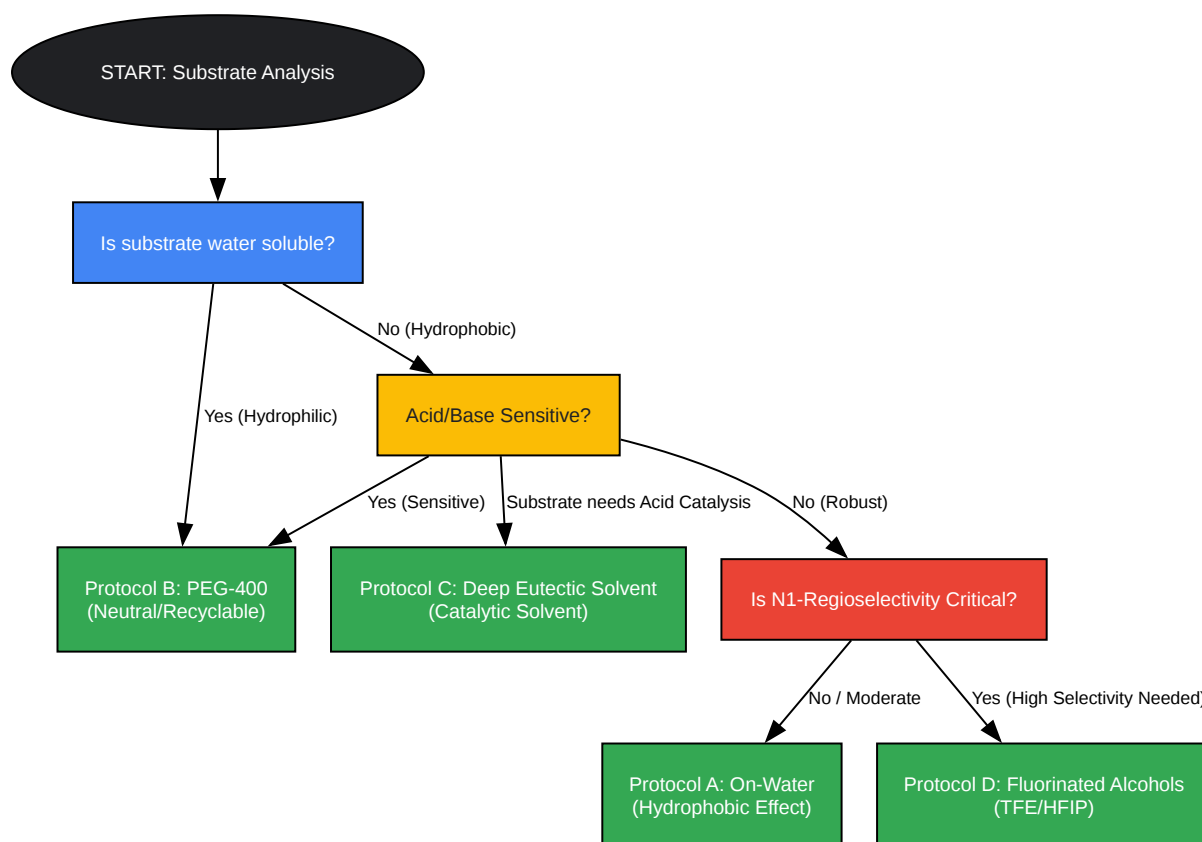 START: Substrate Analysis
Is substrate water soluble?
No (Hydrophobic)
Acid/Base Sensitive?
Yes (Hydrophilic)
Yes (Sensitive)
Substrate needs Acid Catalysis
No (Robust)
Protocol B: PEG-400
(Neutral/Recyclable)
Protocol C: Deep Eutectic Solvent
(Catalytic Solvent)
Is N1-Regioselectivity Critical?
No / Moderate
Yes (High Selectivity Needed)
Protocol A: On-Water
(Hydrophobic Effect)
Protocol D: Fluorinated Alcohols
(TFE/HFIP)